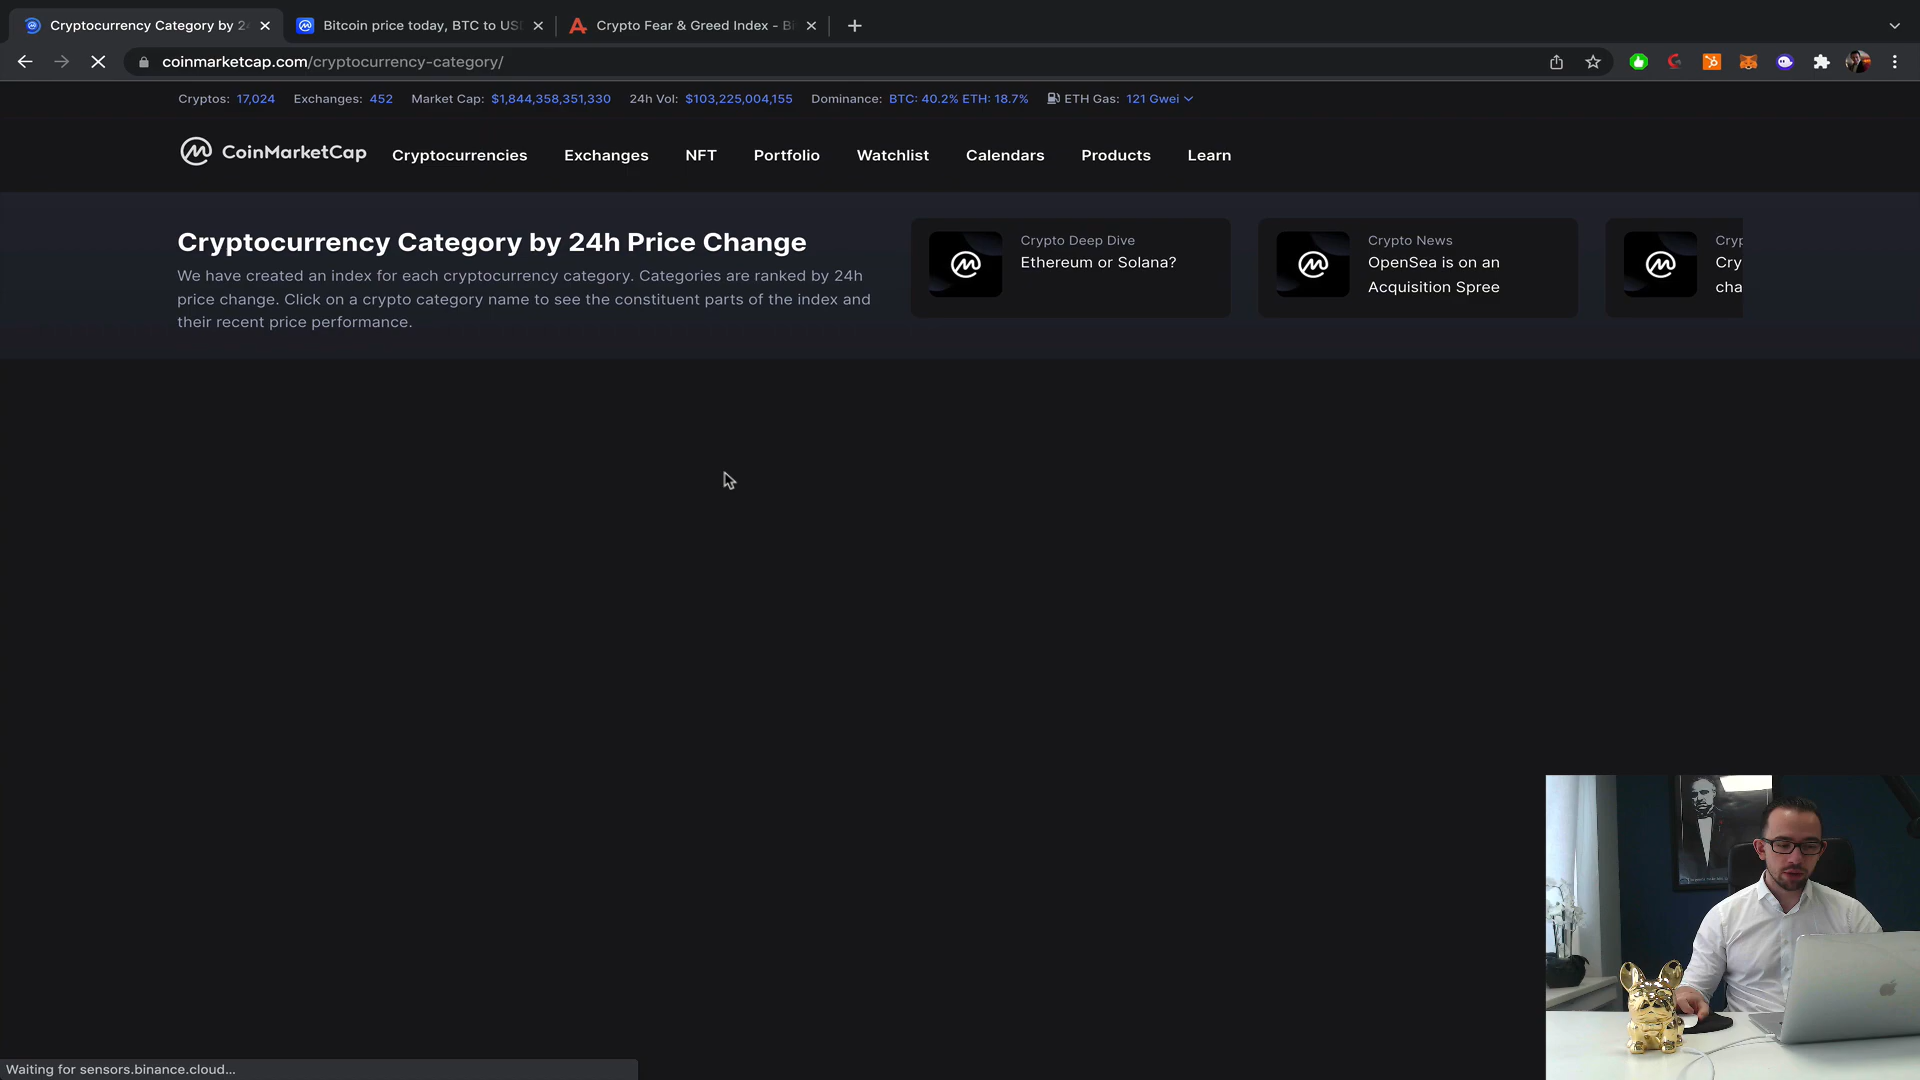 Cryptocurrency Category by 24
Bitcoin price today, BTC to US
Crypto Fear & Greed Index - B
coinmarketcap.com/cryptocurrency-category/
Cryptos: 17,024 Exchanges: 452 Market Cap: $1,844,358,351,330 24h Vol: $103,225,004,155 Dominance: BTC: 40.2% ETH: 18.7% ETH Gas: 121 Gwei
CoinMarketCap Cryptocurrencies Exchanges NFT Portfolio Watchlist Calendars Products Learn
Cryptocurrency Category by 24h Price Change
We have created an index for each cryptocurrency category. Categories are ranked by 24h
price change. Click on a crypto category name to see the constituent parts of the index and
their recent price performance.
Crypto Deep Dive
Ethereum or Solana?
Crypto News
OpenSea is on an
Acquisition Spree
Cryp
Cry
cha
Waiting for sensors.binance.cloud...